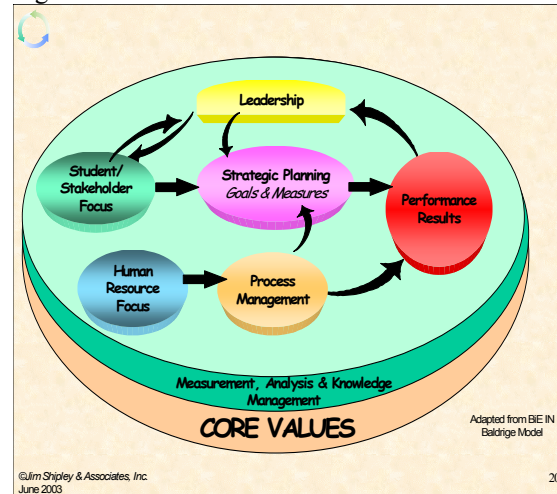 Leadership
Student/
Stakeholder
Focus
Strategic Planning
Goals & Measures
Performance
Results
Human
Resource
Focus
Process
Management
Measurement, Analysis & Knowledge
Management
CORE VALUES
Adapted from BiE IN
Baldrige Model
©Jim Shipley & Associates, Inc.
June 2003
20